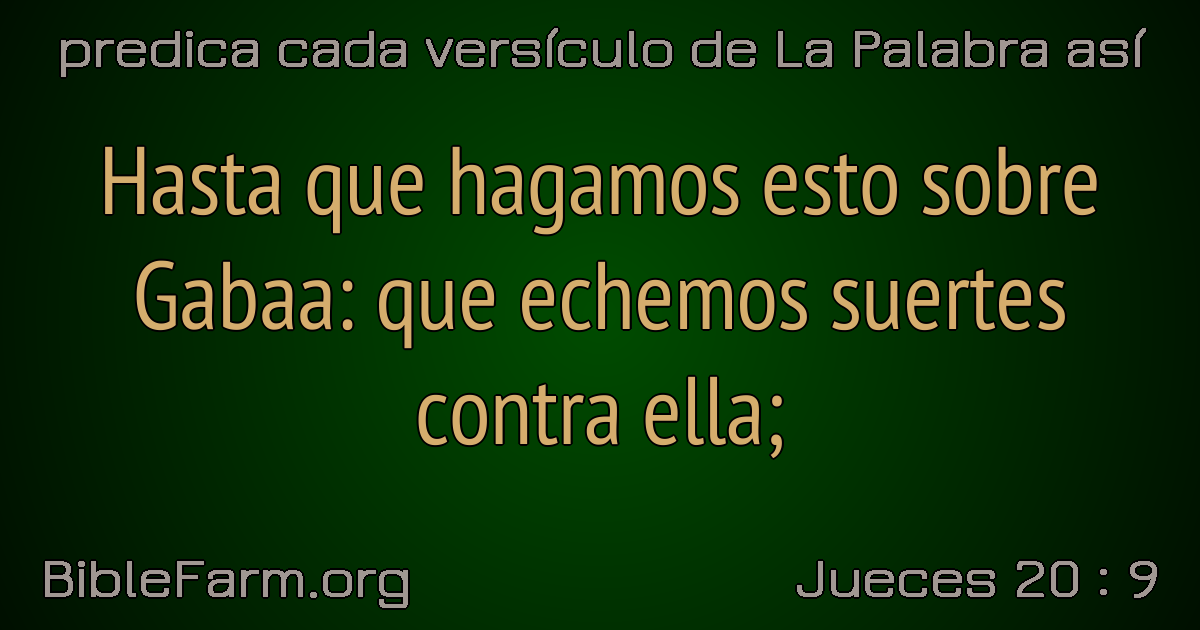 predica cada versículo de La Palabra así
Hasta que hagamos esto sobre
Gabaa: que echemos suertes
contra ella;
BibleFarm.org
Jueces 20 : 9